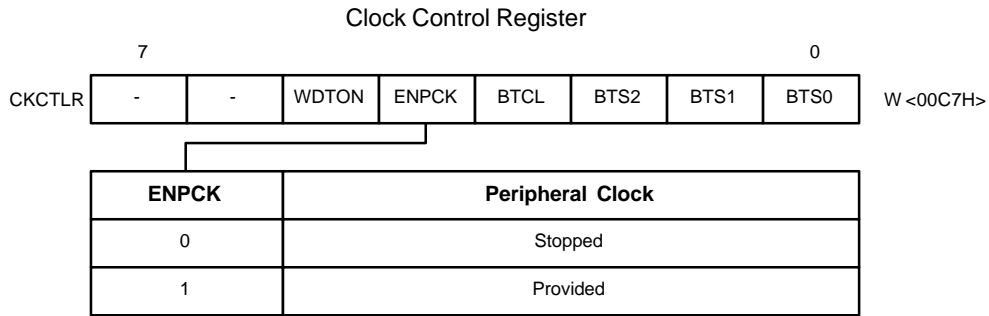 Clock Control Register
7 0
CKCTLR - - WDTON ENPCK BTCL BTS2 BTS1 BTS0 W <00C7H>
ENPCK Peripheral Clock
0 Stopped
1 Provided